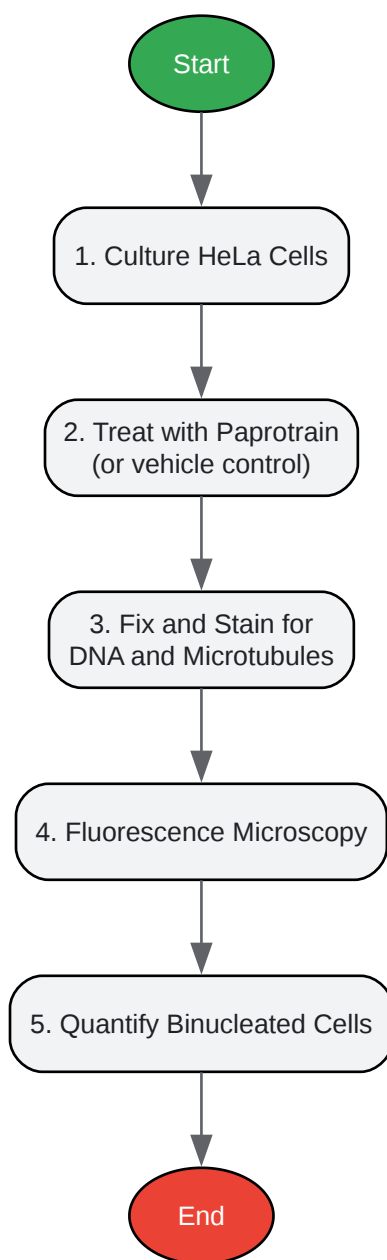 Start
1. Culture HeLa Cells
2. Treat with Paprotrain
(or vehicle control)
3. Fix and Stain for
DNA and Microtubules
4. Fluorescence Microscopy
5. Quantify Binucleated Cells
End